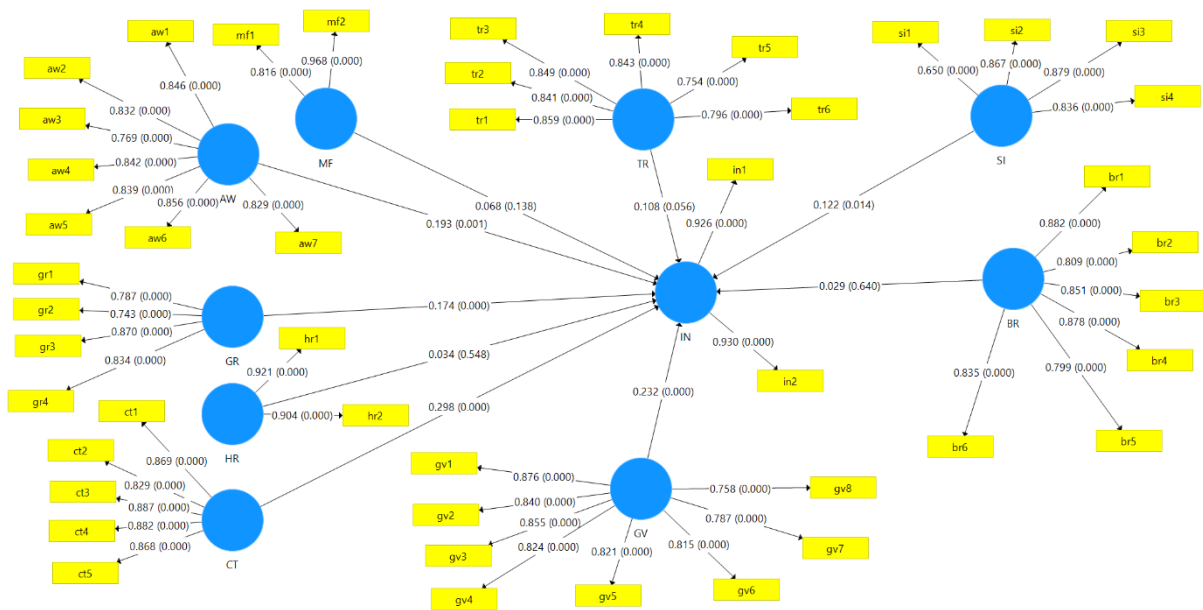 mf2
tr4
tr3
aw1
mf1
si2
si1
si3
0.968 (0.000)
tr5
0.843 (0.000)
0.816 (0.000)
aw2
tr2
0.849 (0.000)
0.867 (0.000)
0.846 (0.000)
0.754 (0.000)
0.650 (0.000)
0.879 (0.000)
0.832 (0.000)
0.841 (0.000)
si4
tr6
0.796 (0.000)
0.836 (0.000)
aw3
tr1
0.859 (0.000)
0.769 (0.000)
MF
TR
SI
aw4
0.842 (0.000)
in1
br1
0.839 (0.000)
AW
0.068 (0.138)
0.108 (0.056)
0.122 (0.014)
0.856 (0.000)
0.829 (0.000)
0.926 (0.000)
0.882 (0.000)
aw5
0.193 (0.001)
aw6
aw7
br2
0.809 (0.000)
gr1
0.787 (0.000)
0.029 (0.640)
0.851 (0.000)
br3
gr2
0.743 (0.000)
0.174 (0.000)
0.878 (0.000)
BR
gr3
0.870 (0.000)
hr1
IN
0.930 (0.000)
br4
0.834 (0.000)
GR
0.034 (0.548)
0.835 (0.000)
0.799 (0.000)
0.921 (0.000)
in2
gr4
0.232 (0.000)
ct1
0.298 (0.000)
0.904 (0.000)
hr2
br6
br5
ct2
HR
0.869 (0.000)
gv1
0.876 (0.000)
0.829 (0.000)
0.758 (0.000)
gv8
ct3
0.887 (0.000)
gv2
0.840 (0.000)
0.787 (0.000)
ct4
0.882 (0.000)
0.855 (0.000)
GV
gv7
0.868 (0.000)
gv3
0.824 (0.000)
0.821 (0.000)
0.815 (0.000)
CT
ct5
gv4
gv5
gv6